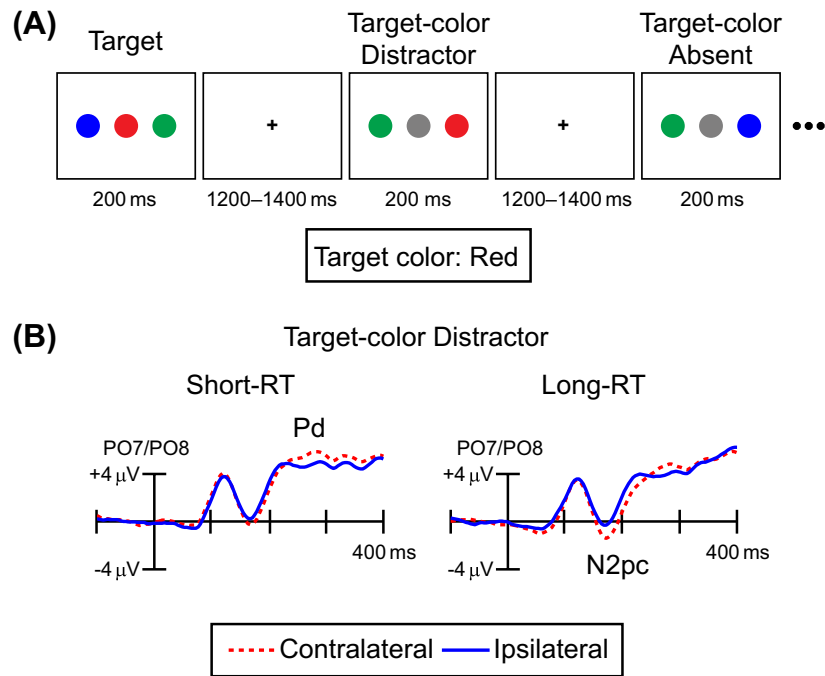 (A)
Target
Target-color
Distractor
Target-color
Absent
+
+
•••
200 ms
1200–1400 ms
200 ms
1200–1400 ms
200 ms
Target color: Red
(B)
Target-color Distractor
Short-RT
Long-RT
PO7/PO8
Pd
+4 µV
-4 µV
400 ms
PO7/PO8
+4 µV
-4 µV
N2pc
400 ms
Contralateral
Ipsilateral